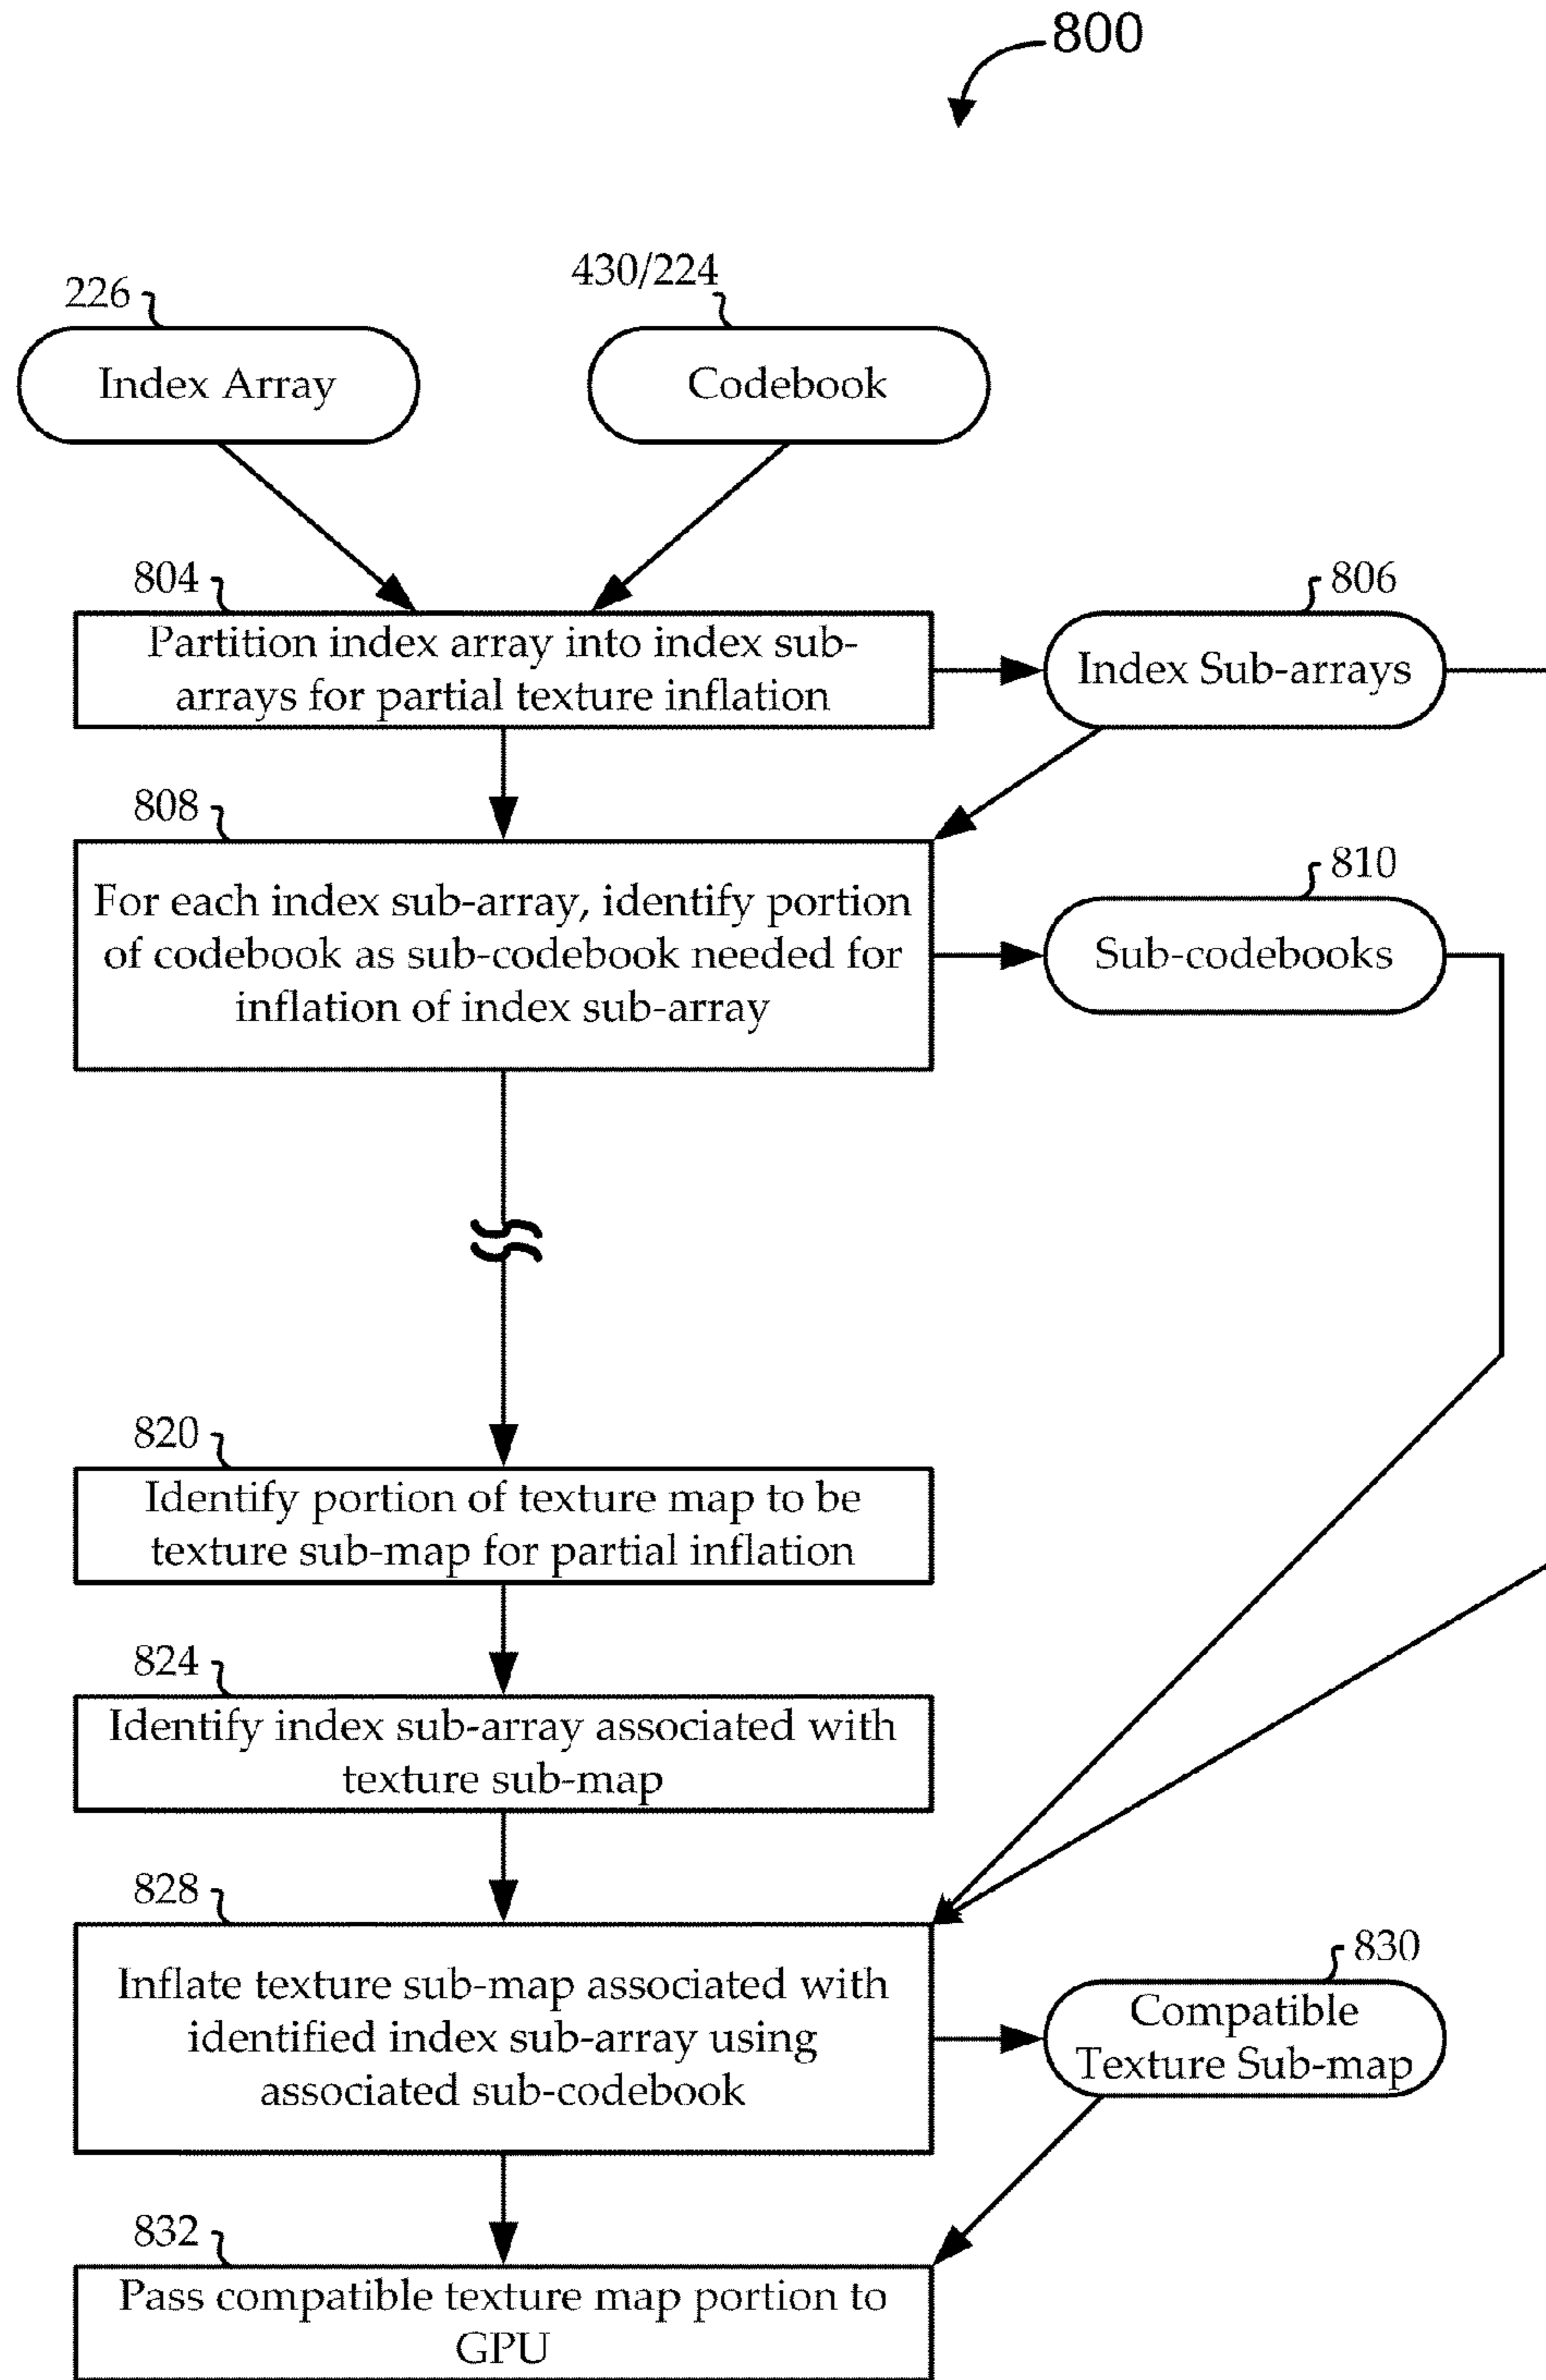 800
226
430/224
Index Array
Codebook
804
806
Partition index array into index sub-
arrays for partial texture inflation
Index Sub-arrays
808
810
For each index sub-array, identify portion
of codebook as sub-codebook needed for
inflation of index sub-array
Sub-codebooks
820
Identify portion of texture map to be
texture sub-map for partial inflation
824
Identify index sub-array associated with
texture sub-map
828
830
Inflate texture sub-map associated with
identified index sub-array using
associated sub-codebook
Compatible
Texture Sub-map
832
Pass compatible texture map portion to
GPU